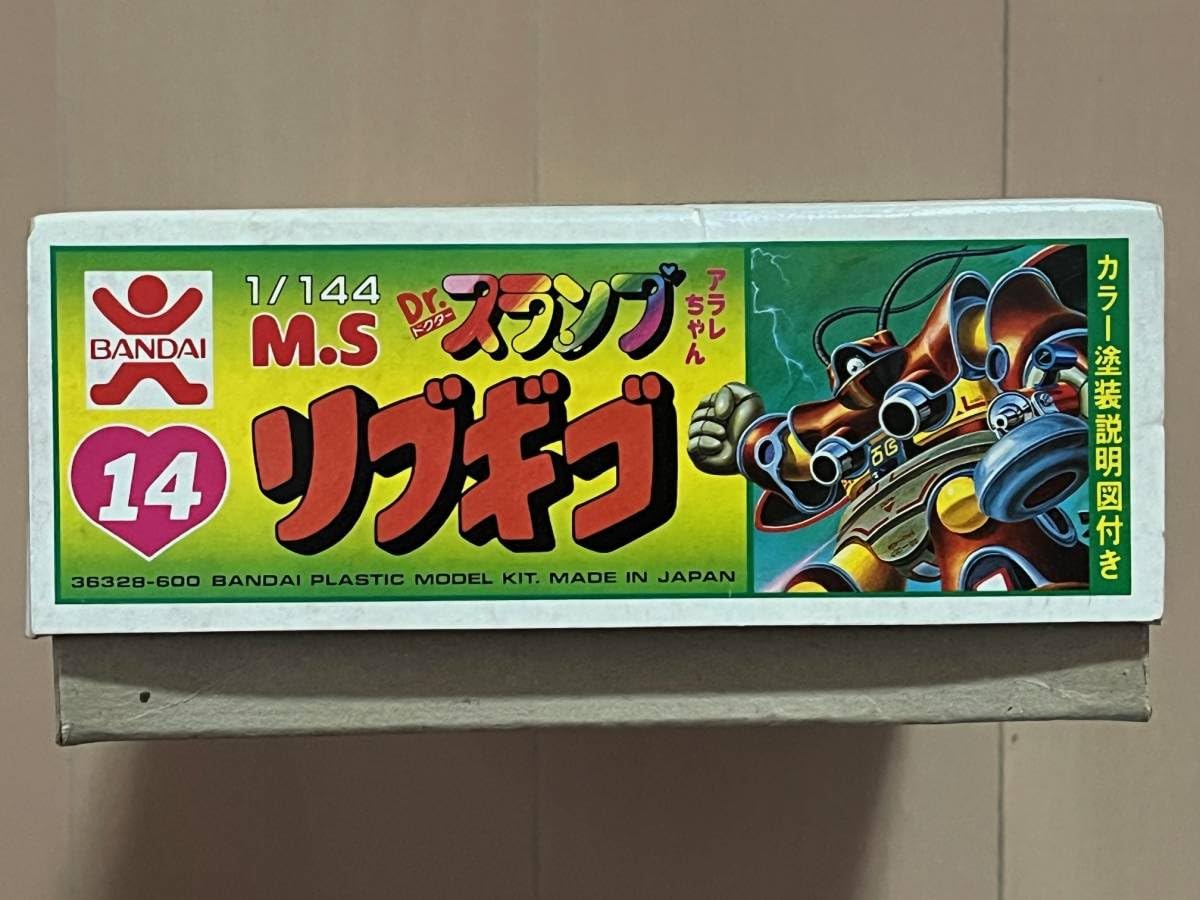 BANDAI
14
1/144
M.S
Dr.スランプ
ドクター
アラレちゃん
リブギゴ
36328-600 BANDAI PLASTIC MODEL KIT. MADE IN JAPAN
カラー塗装説明図付き